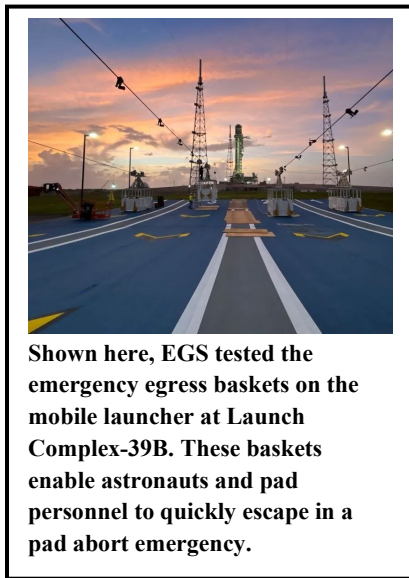 Shown here, EGS tested the
emergency egress baskets on the
mobile launcher at Launch
Complex-39B. These baskets
enable astronauts and pad
personnel to quickly escape in a
pad abort emergency.